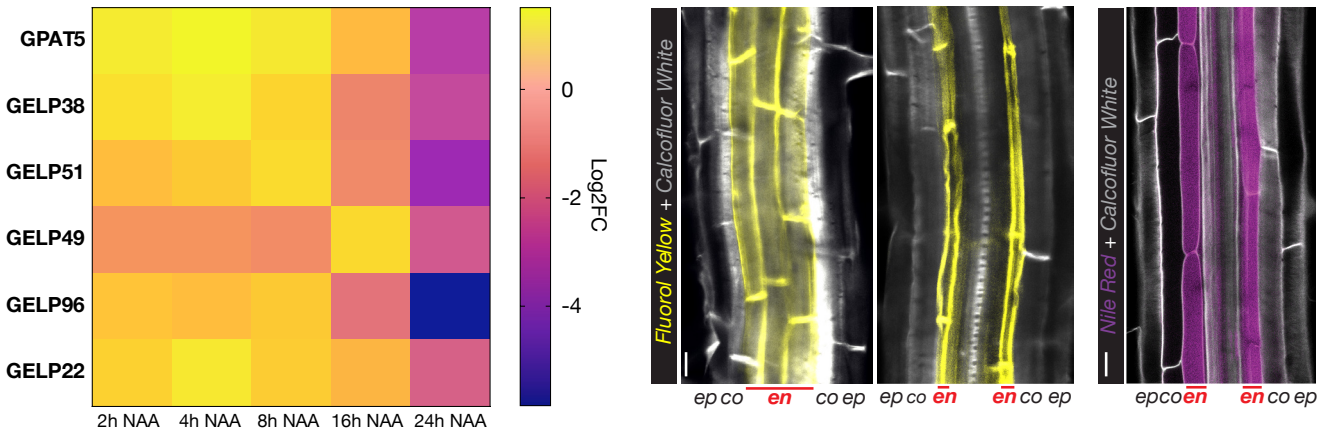 GPAT5
GELP38
GELP51
GELP49
GELP96
GELP22
2h NAA 4h NAA 8h NAA 16h NAA 24h NAA
0
-2
-4
Log2FC
Fluorol Yellow + Calcofluor White
ep co en co ep
ep co en en co ep
Nile Red + Calcofluor White
ep co en en co ep